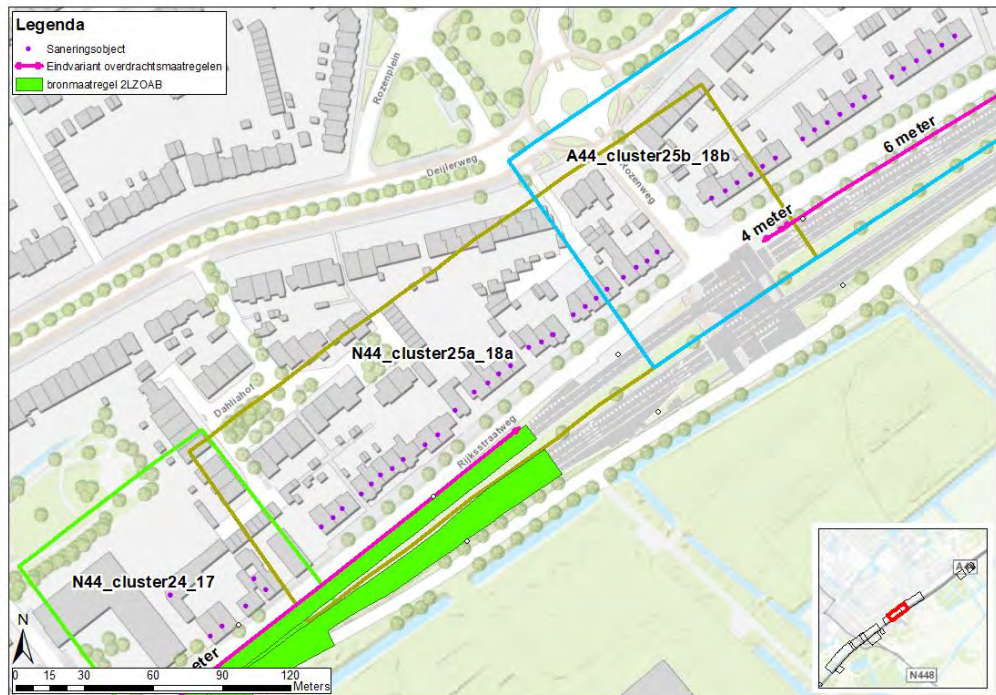 Legenda
Saneringsobject
Eindvariant overdrachtsmaatregelen
bronmaatregel 2LZOAB
Rozenplein
Deijlerweg
A44_cluster25b_18b
Rozenweg
6 meter
4 meter
N44_cluster25a_18a
Dahliahof
Rijksstraatweg
N44_cluster24_17
meter
N
0 15 30 60 90 120
Meters
N448